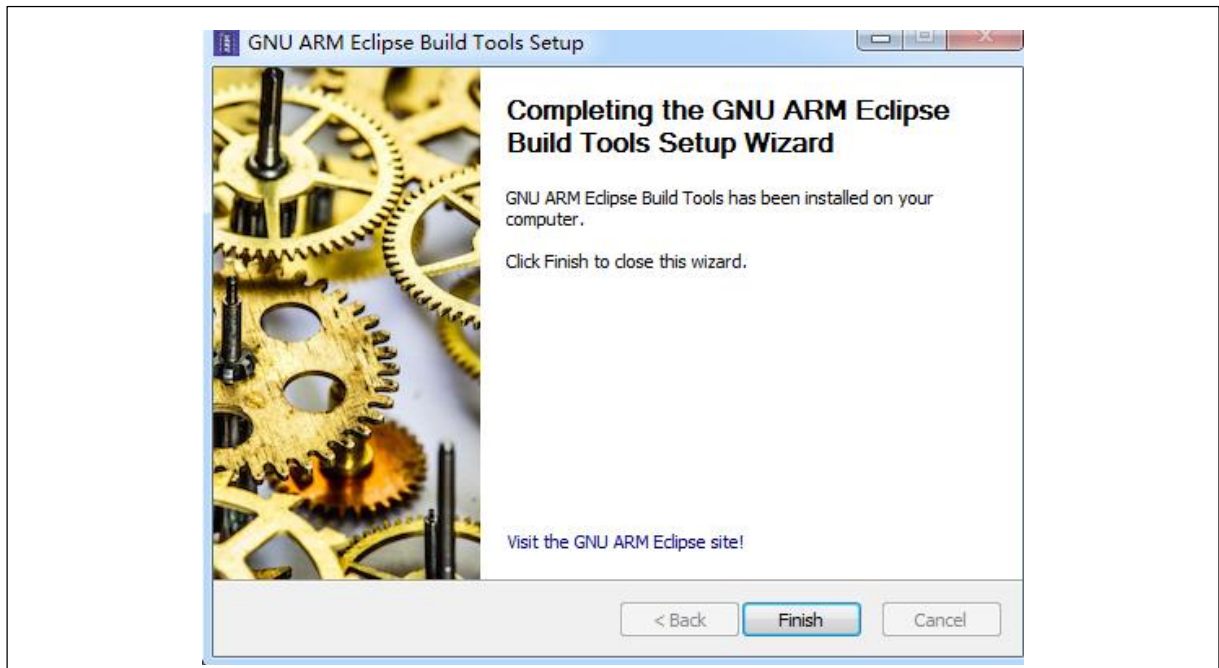 GNU ARM Eclipse Build Tools Setup
Completing the GNU ARM Eclipse
Build Tools Setup Wizard
GNU ARM Eclipse Build Tools has been installed on your
computer.
Click Finish to close this wizard.
Visit the GNU ARM Eclipse site!
< Back Finish Cancel